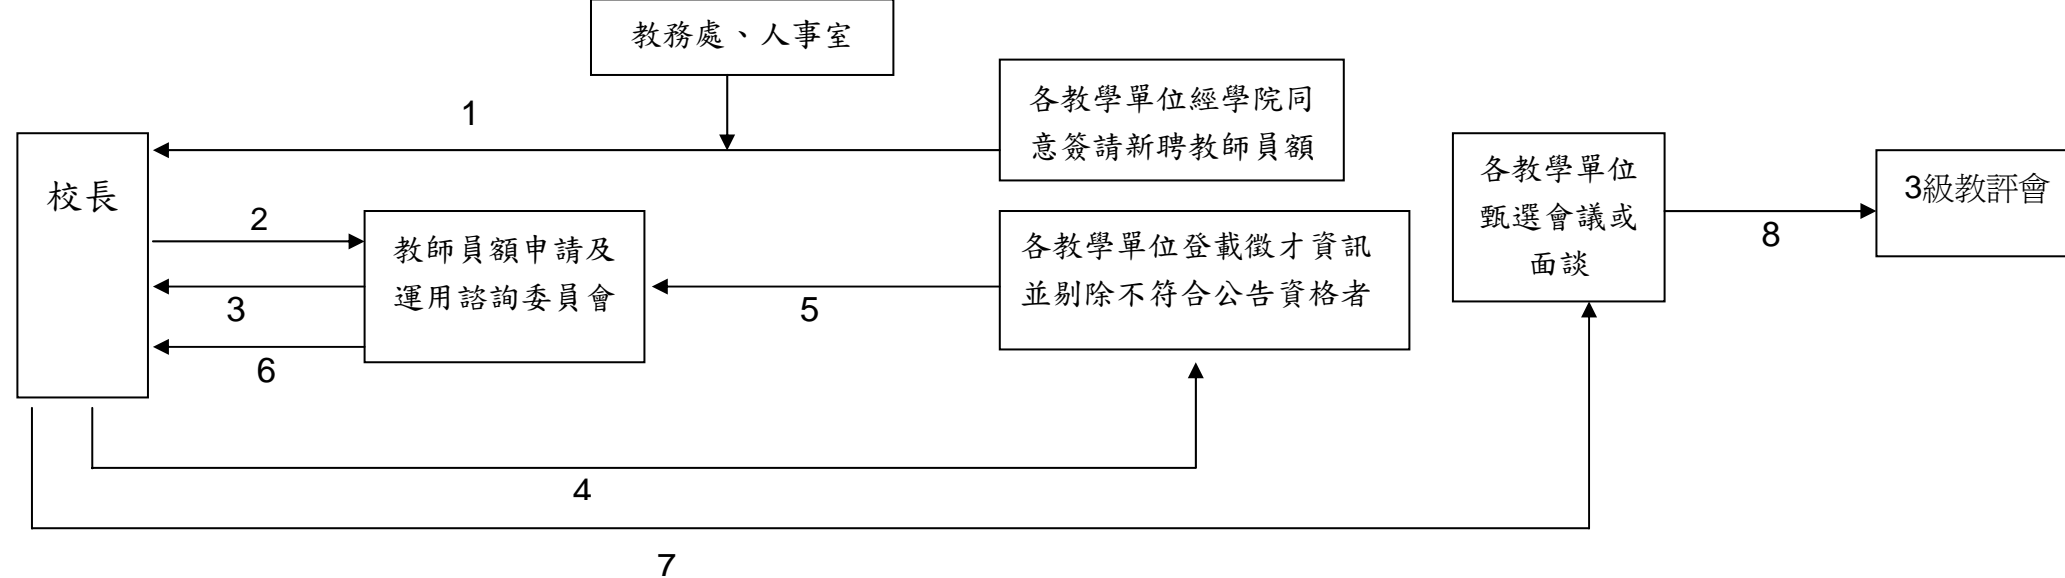 教務處、人事室
1
各教學單位經學院同
意簽請新聘教師員額
校長
2
教師員額申請及
運用諮詢委員會
3
6
各教學單位登載徵才資訊
並剔除不符合公告資格者
5
各教學單位
甄選會議或
面談
8
3級教評會
4
7